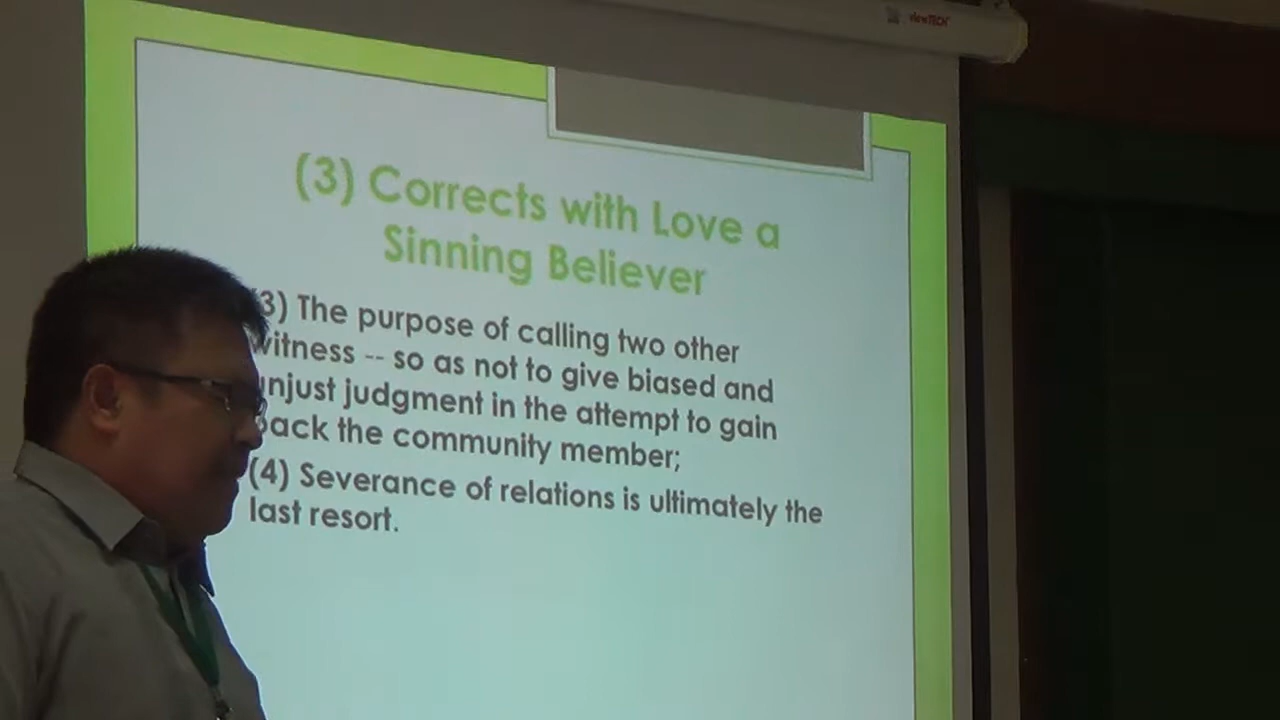 viewTECH
(3) Corrects with Love a
Sinning Believer
3) The purpose of calling two other
witness -- so as not to give biased and
unjust judgment in the attempt to gain
back the community member;
(4) Severance of relations is ultimately the
last resort.